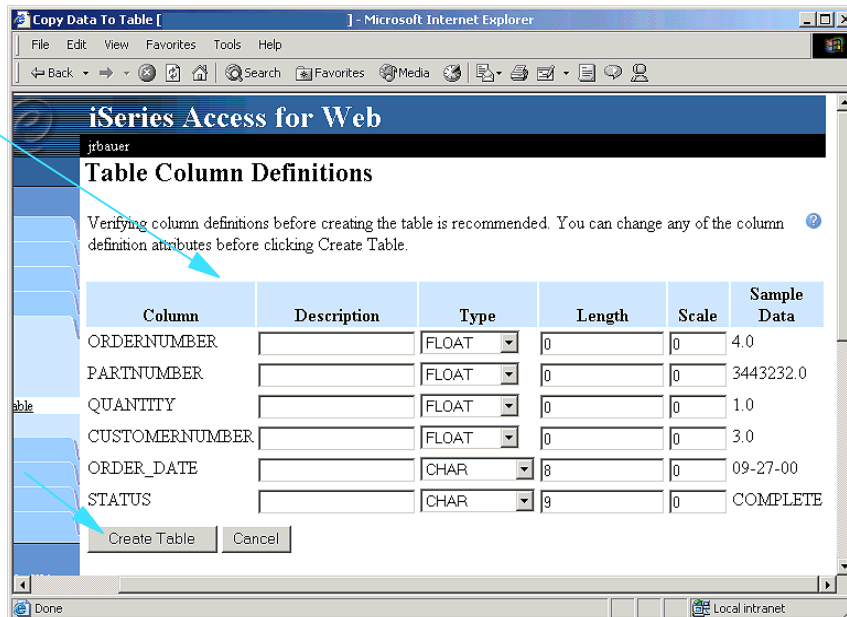 Copy Data To Table [ ] - Microsoft Internet Explorer
File Edit View Favorites Tools Help
Back Search Favorites Media
iSeries Access for Web
jrbauer
Table Column Definitions
Verifying column definitions before creating the table is recommended. You can change any of the column
definition attributes before clicking Create Table.
Column Description Type Length Scale Sample Data
ORDERNUMBER FLOAT 0 0 4.0
PARTNUMBER FLOAT 0 0 3443232.0
able
QUANTITY FLOAT 0 0 1.0
CUSTOMERNUMBER FLOAT 0 0 3.0
ORDER_DATE CHAR 8 0 09-27-00
STATUS CHAR 9 0 COMPLETE
Create Table Cancel
Done Local intranet